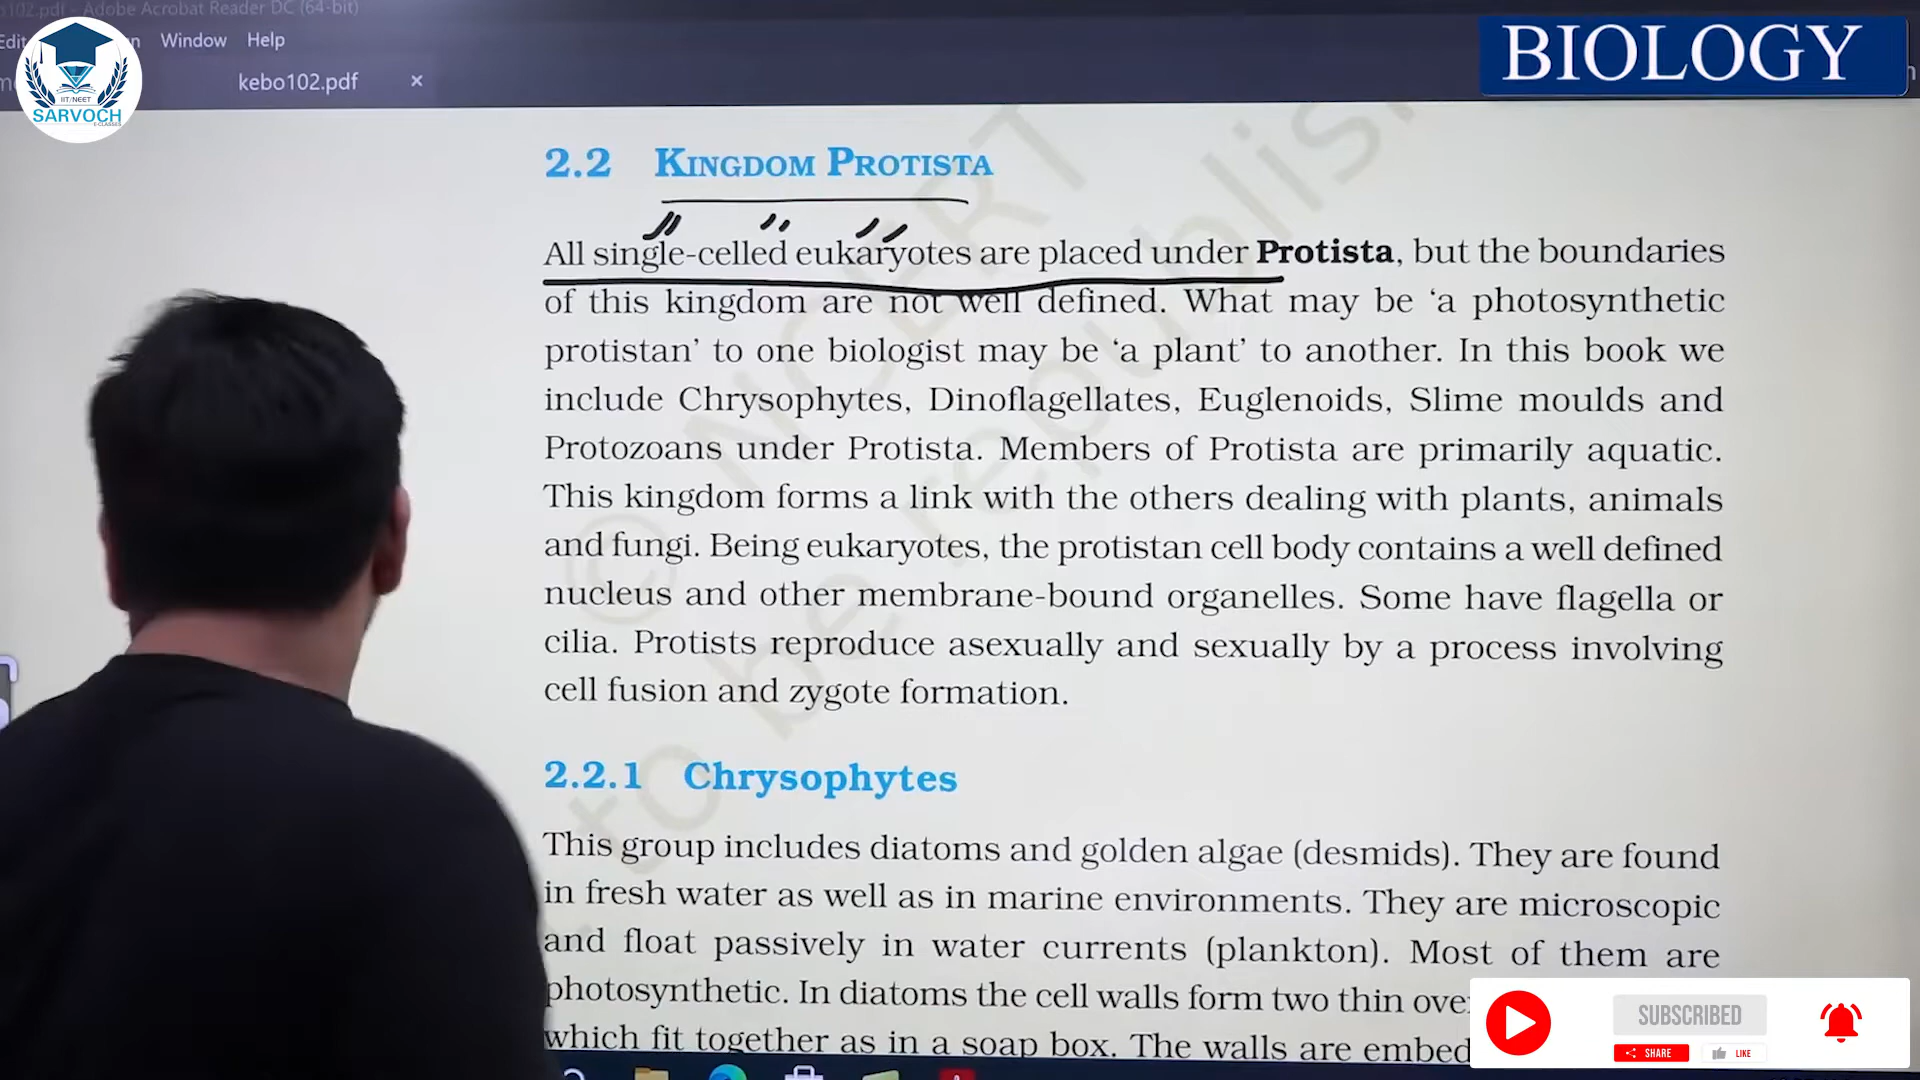 102.pdf - Adobe Acrobat Reader DC (64-bit)
Edit
Window Help
kebo102.pdf ×
IIT/NEET
SARVOCH
E-CLASSES
BIOLOGY
2.2 KINGDOM PROTISTA
All single-celled eukaryotes are placed under Protista, but the boundaries
of this kingdom are not well defined. What may be ‘a photosynthetic
protistan’ to one biologist may be ‘a plant’ to another. In this book we
include Chrysophytes, Dinoflagellates, Euglenoids, Slime moulds and
Protozoans under Protista. Members of Protista are primarily aquatic.
This kingdom forms a link with the others dealing with plants, animals
and fungi. Being eukaryotes, the protistan cell body contains a well defined
nucleus and other membrane-bound organelles. Some have flagella or
cilia. Protists reproduce asexually and sexually by a process involving
cell fusion and zygote formation.
2.2.1 Chrysophytes
This group includes diatoms and golden algae (desmids). They are found
in fresh water as well as in marine environments. They are microscopic
and float passively in water currents (plankton). Most of them are
photosynthetic. In diatoms the cell walls form two thin
which fit together as in a soap box. The walls are
© NCERT
to be republis
SUBSCRIBED
SHARE
LIKE